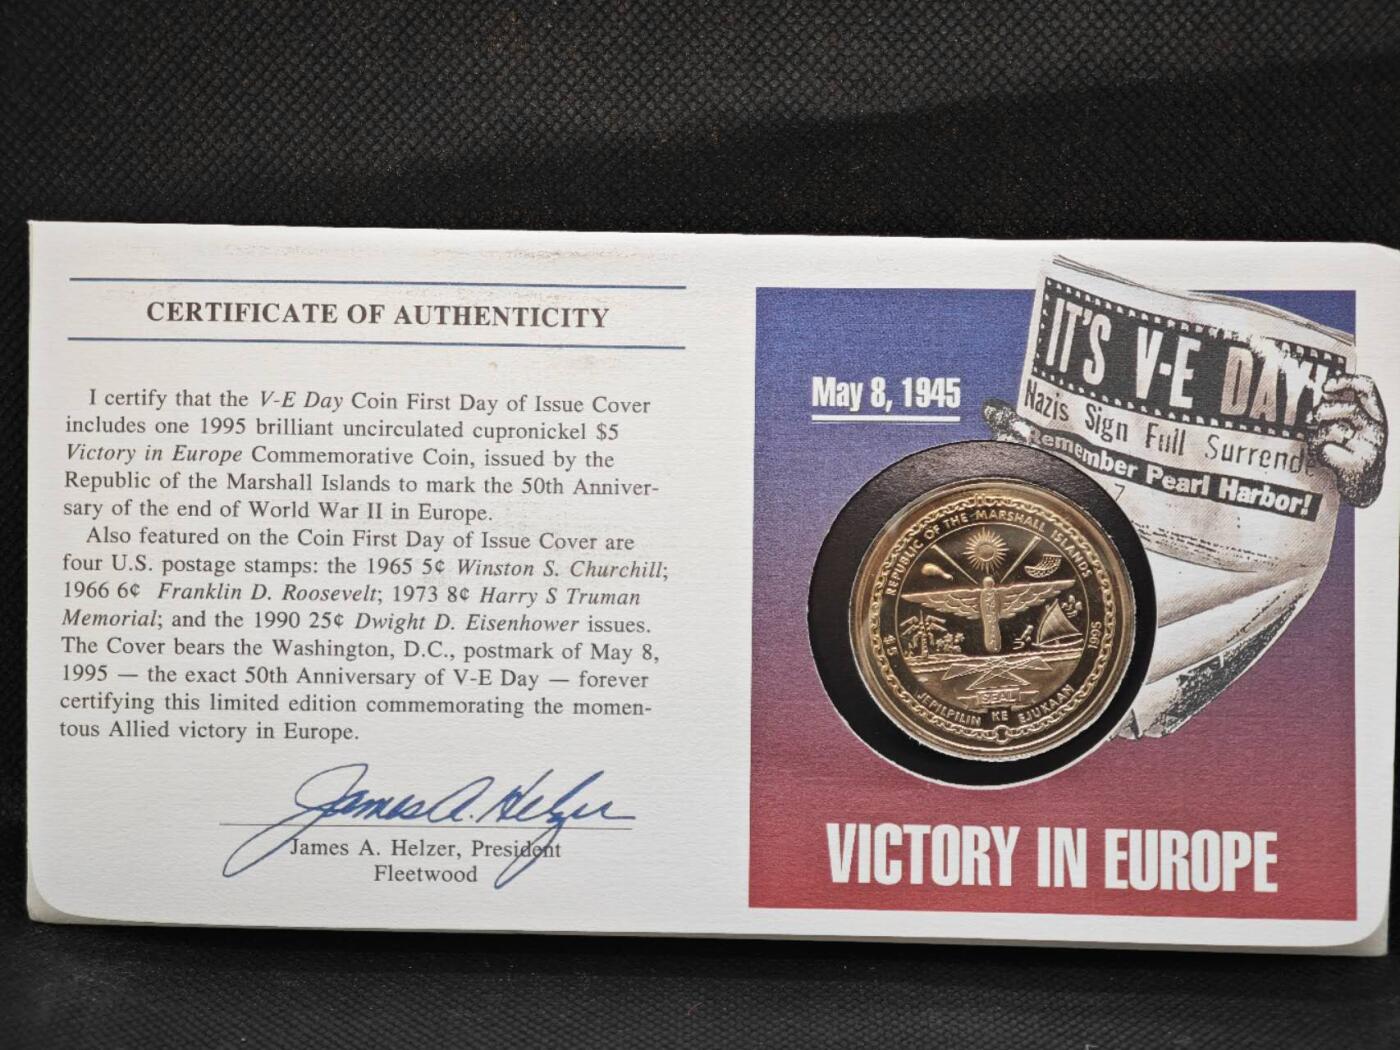 CERTIFICATE OF AUTHENTICITY
I certify that the V-E Day Coin First Day of Issue Cover
includes one 1995 brilliant uncirculated cupronickel $5
Victory in Europe Commemorative Coin, issued by the
Republic of the Marshall Islands to mark the 50th Anniver-
sary of the end of World War II in Europe.
Also featured on the Coin First Day of Issue Cover are
four U.S. postage stamps: the 1965 5¢ Winston S. Churchill;
1966 6¢ Franklin D. Roosevelt; 1973 8¢ Harry S Truman
Memorial; and the 1990 25¢ Dwight D. Eisenhower issues.
The Cover bears the Washington, D.C., postmark of May 8,
1995 — the exact 50th Anniversary of V-E Day — forever
certifying this limited edition commemorating the momen-
tous Allied victory in Europe.
James A. Helzer
James A. Helzer, President
Fleetwood
IT'S V-E DAY!
Nazis Sign Full Surrende
Remember Pearl Harbor!
May 8, 1945
REPUBLIC OF THE MARSHALL ISLANDS
$5
1995
SEAL
JEPILPILIN KE EJUKAAN
VICTORY IN EUROPE